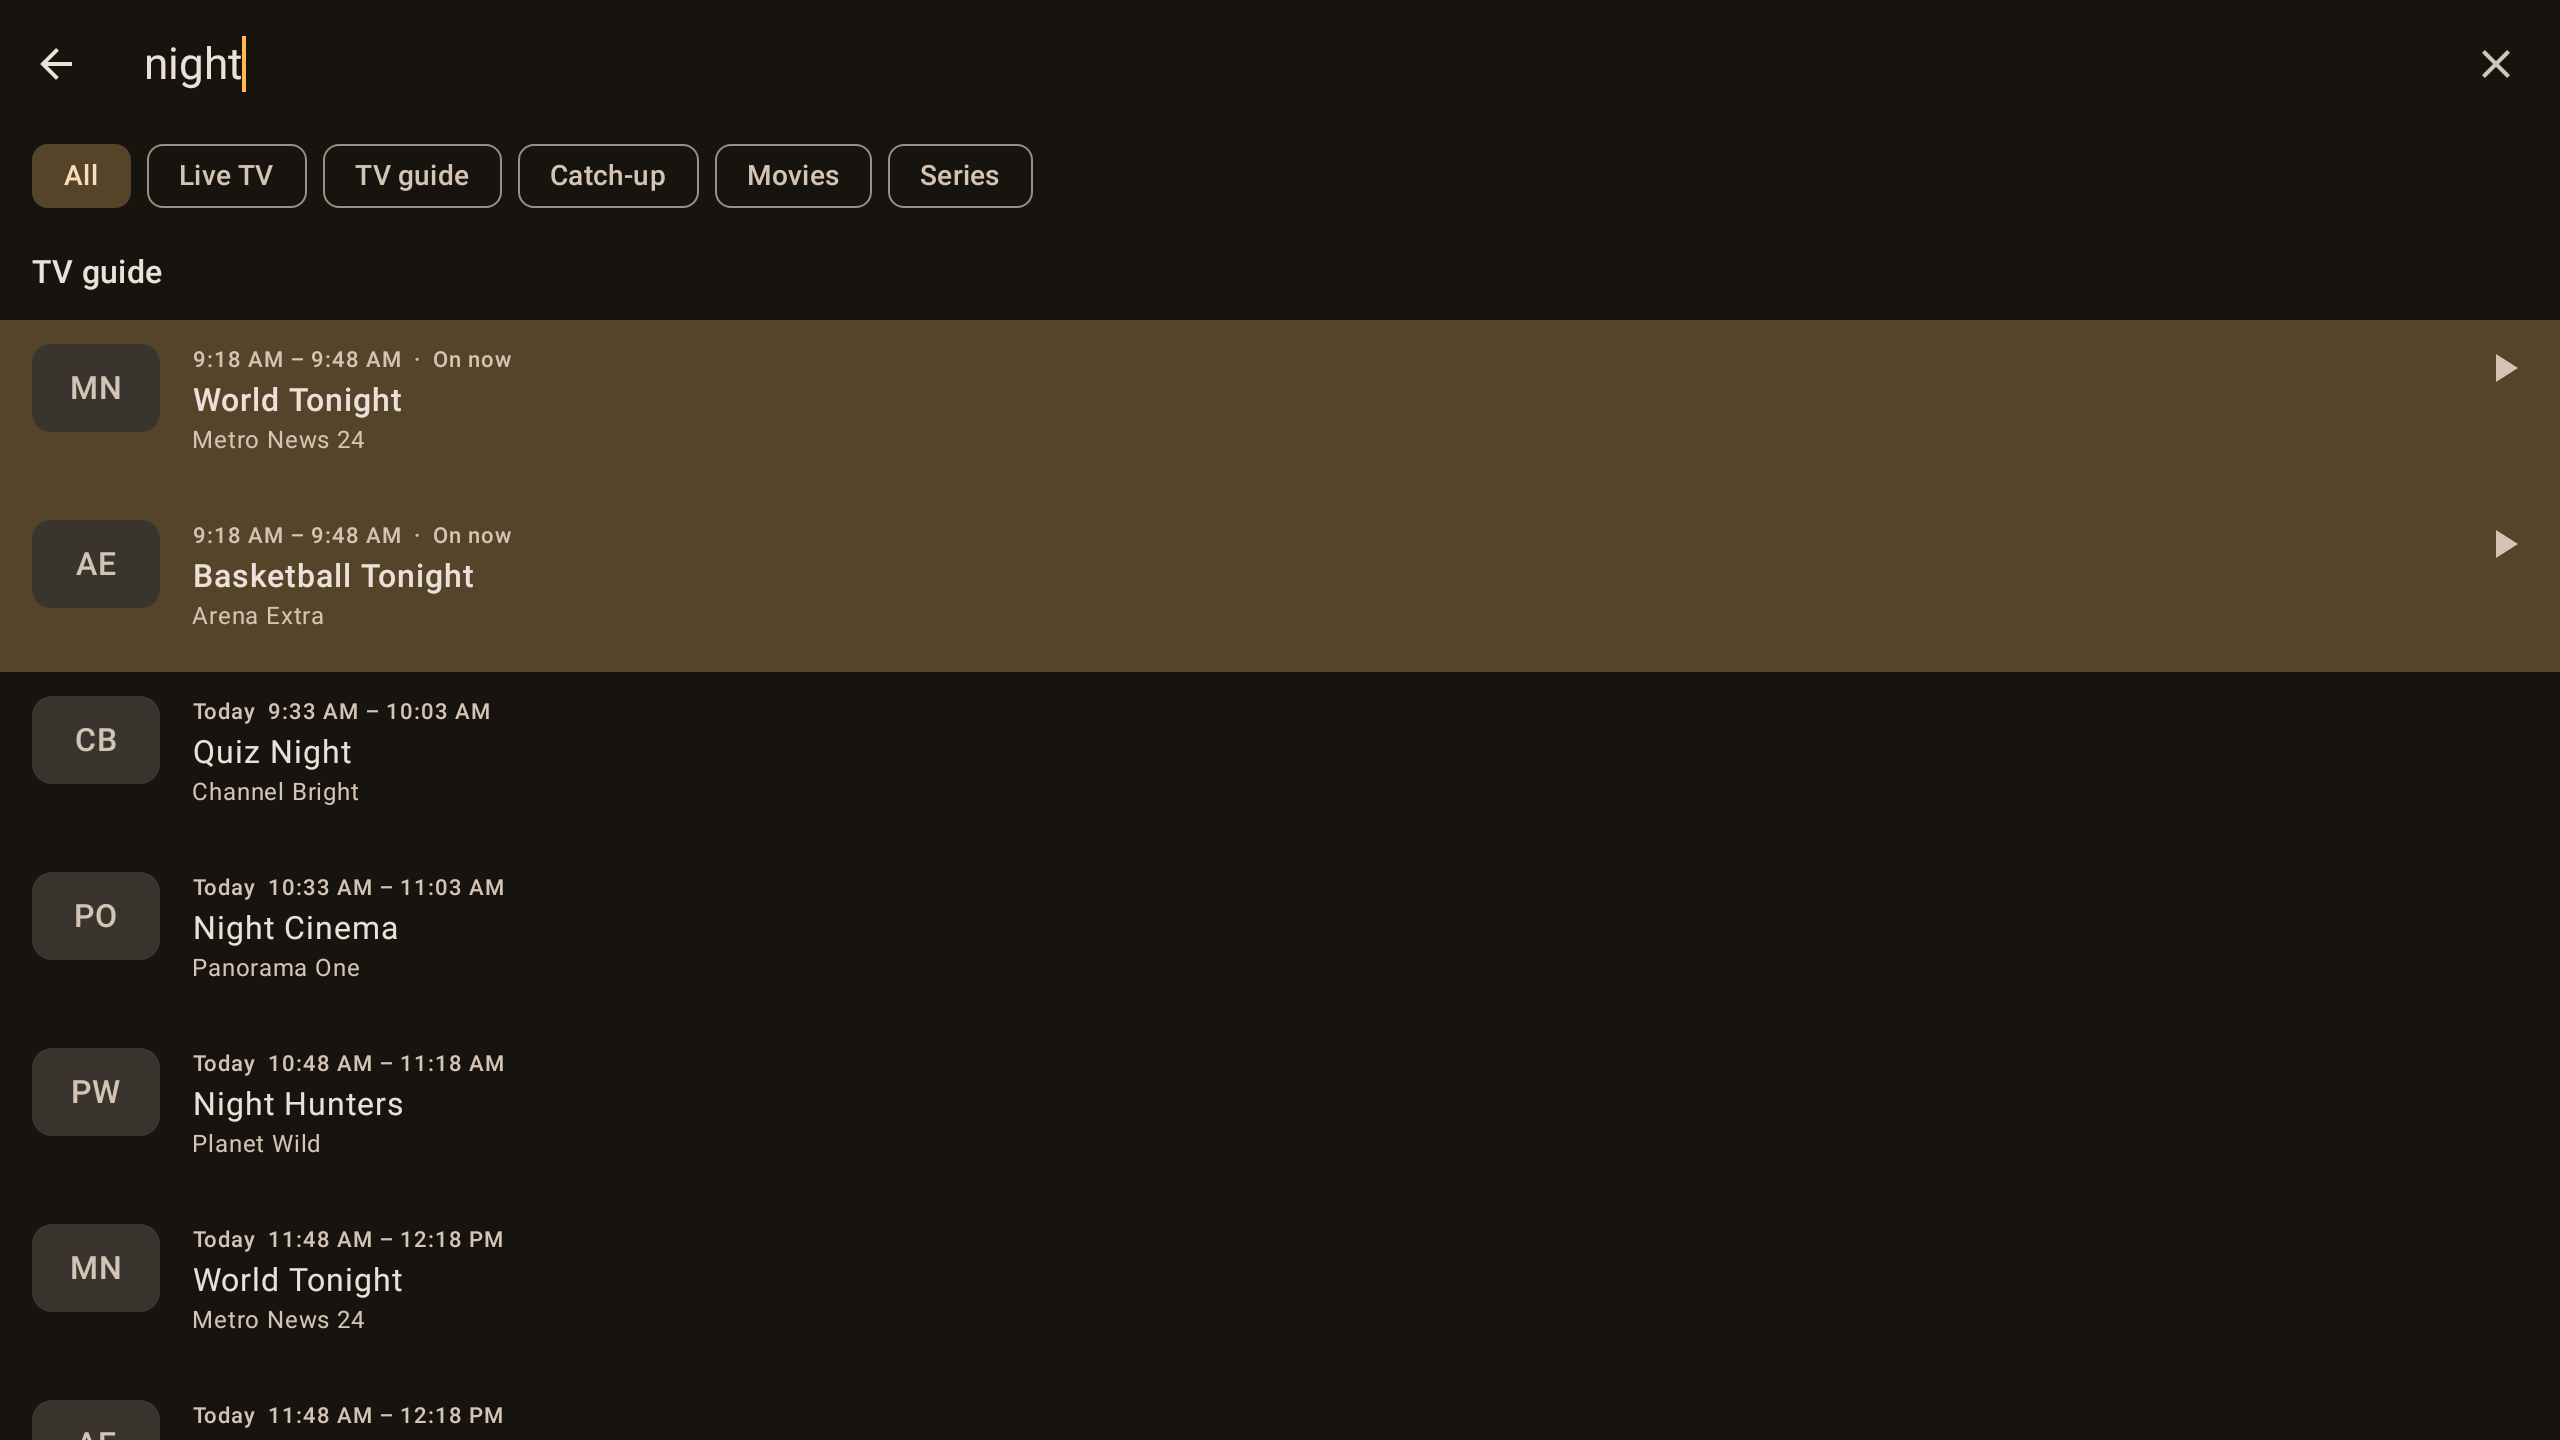 night
All
Live TV
TV guide
Catch-up
Movies
Series
TV guide
MN
9:18 AM – 9:48 AM · On now
World Tonight
Metro News 24
AE
9:18 AM – 9:48 AM · On now
Basketball Tonight
Arena Extra
CB
Today 9:33 AM – 10:03 AM
Quiz Night
Channel Bright
PO
Today 10:33 AM – 11:03 AM
Night Cinema
Panorama One
PW
Today 10:48 AM – 11:18 AM
Night Hunters
Planet Wild
MN
Today 11:48 AM – 12:18 PM
World Tonight
Metro News 24
Today 11:48 AM – 12:18 PM